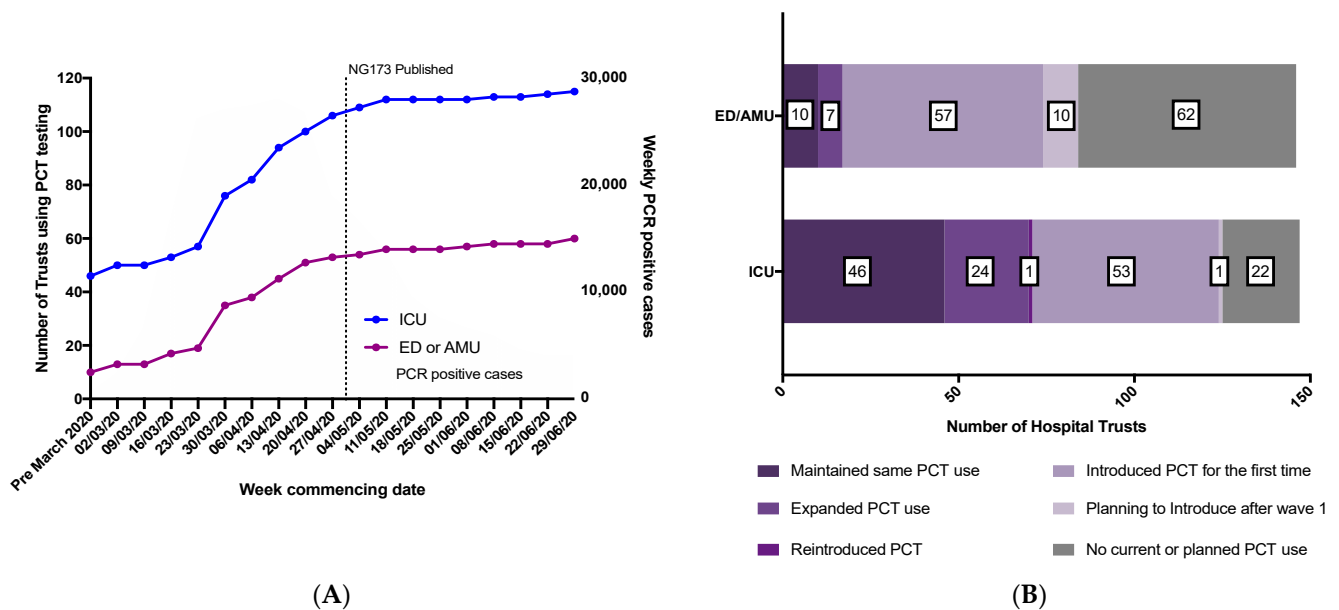 NG173 Published
Number of Trusts using PCT testing
120
100
80
60
40
20
0
30,000
20,000
10,000
0
Weekly PCR positive cases
ICU
ED or AMU
PCR positive cases
Pre March 2020
02/03/20
09/03/20
16/03/20
23/03/20
30/03/20
06/04/20
13/04/20
20/04/20
27/04/20
04/05/20
11/05/20
18/05/20
25/05/20
01/06/20
08/06/20
15/06/20
22/06/20
29/06/20
Week commencing date
(A)
ED/AMU
10 7 57 10 62
ICU
46 24 1 53 1 22
0 50 100 150
Number of Hospital Trusts
Maintained same PCT use
Expanded PCT use
Reintroduced PCT
Introduced PCT for the first time
Planning to Introduce after wave 1
No current or planned PCT use
(B)